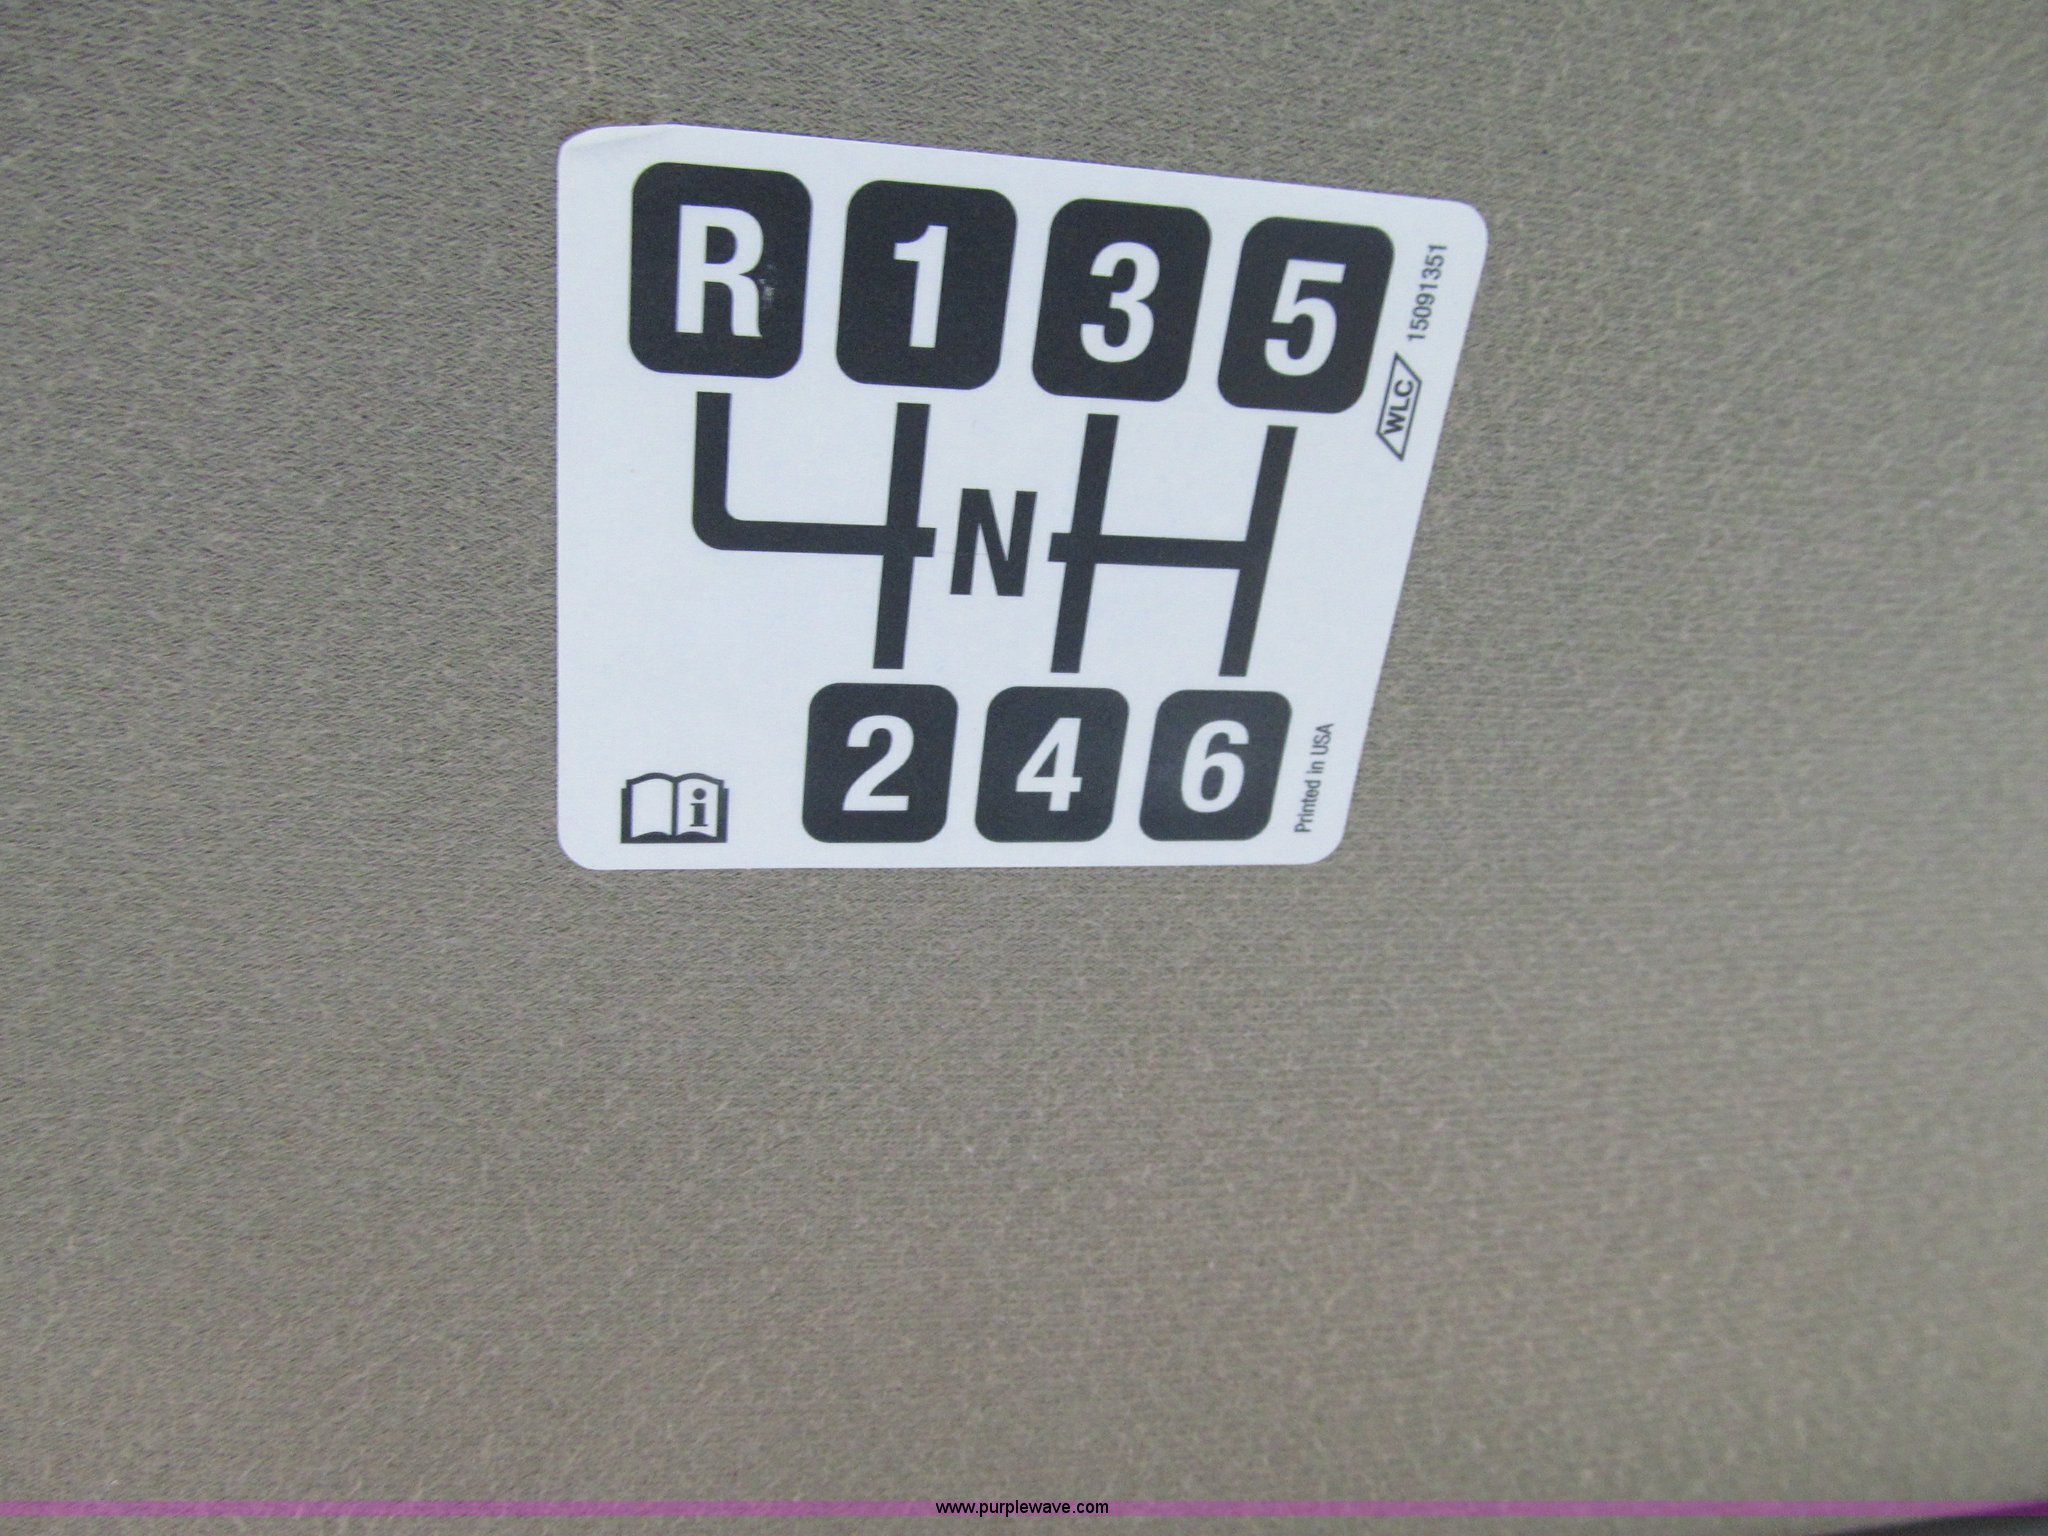 R 1 3 5
15091351
WLC
N
2 4 6
i
Printed in USA
www.purplewave.com